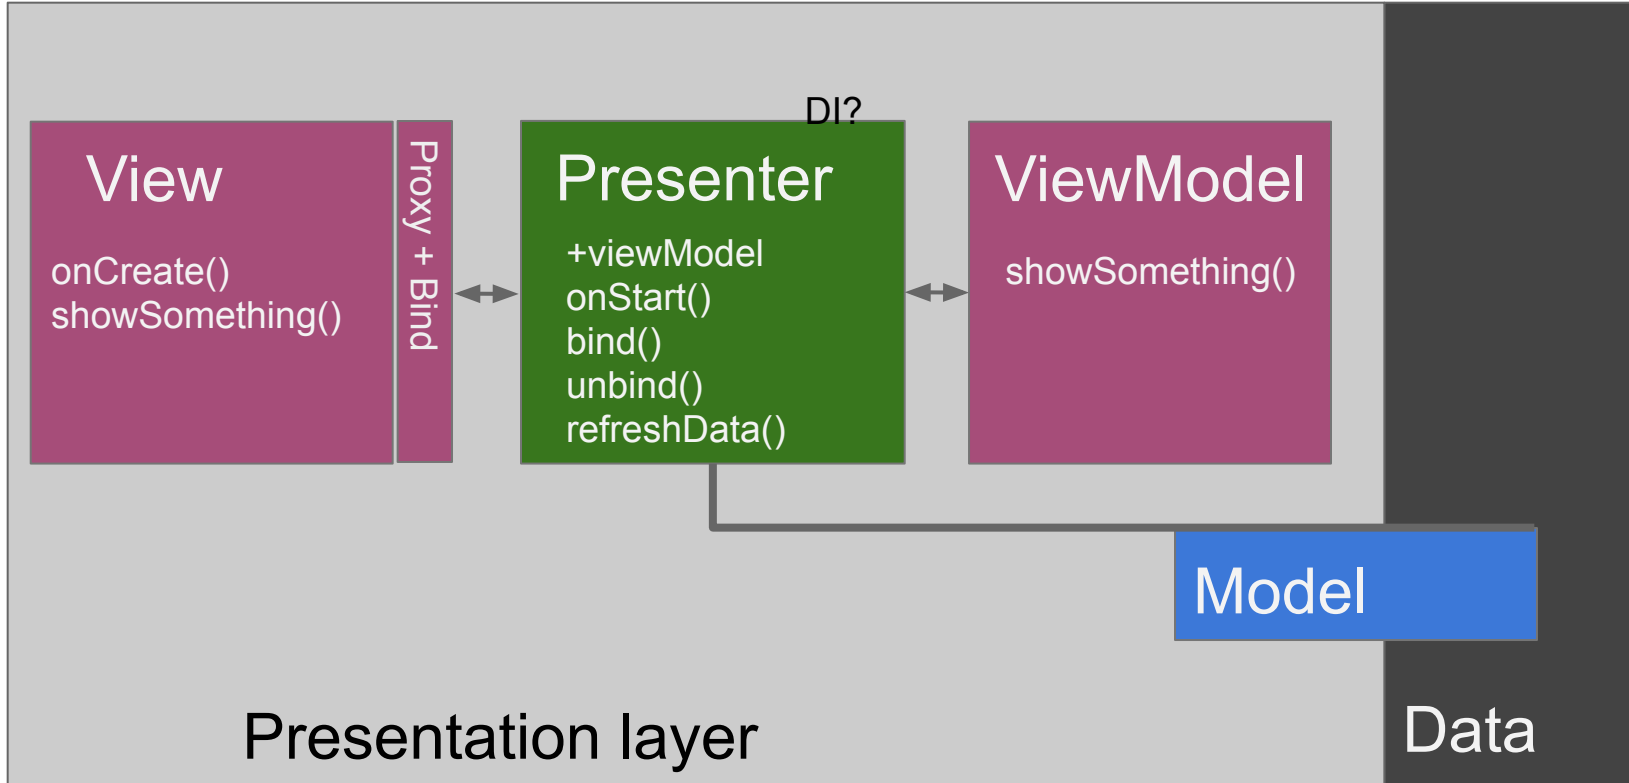 DI?
View
onCreate()
showSomething()
Proxy + Bind
Presenter
+viewModel
onStart()
bind()
unbind()
refreshData()
ViewModel
showSomething()
Model
Presentation layer
Data